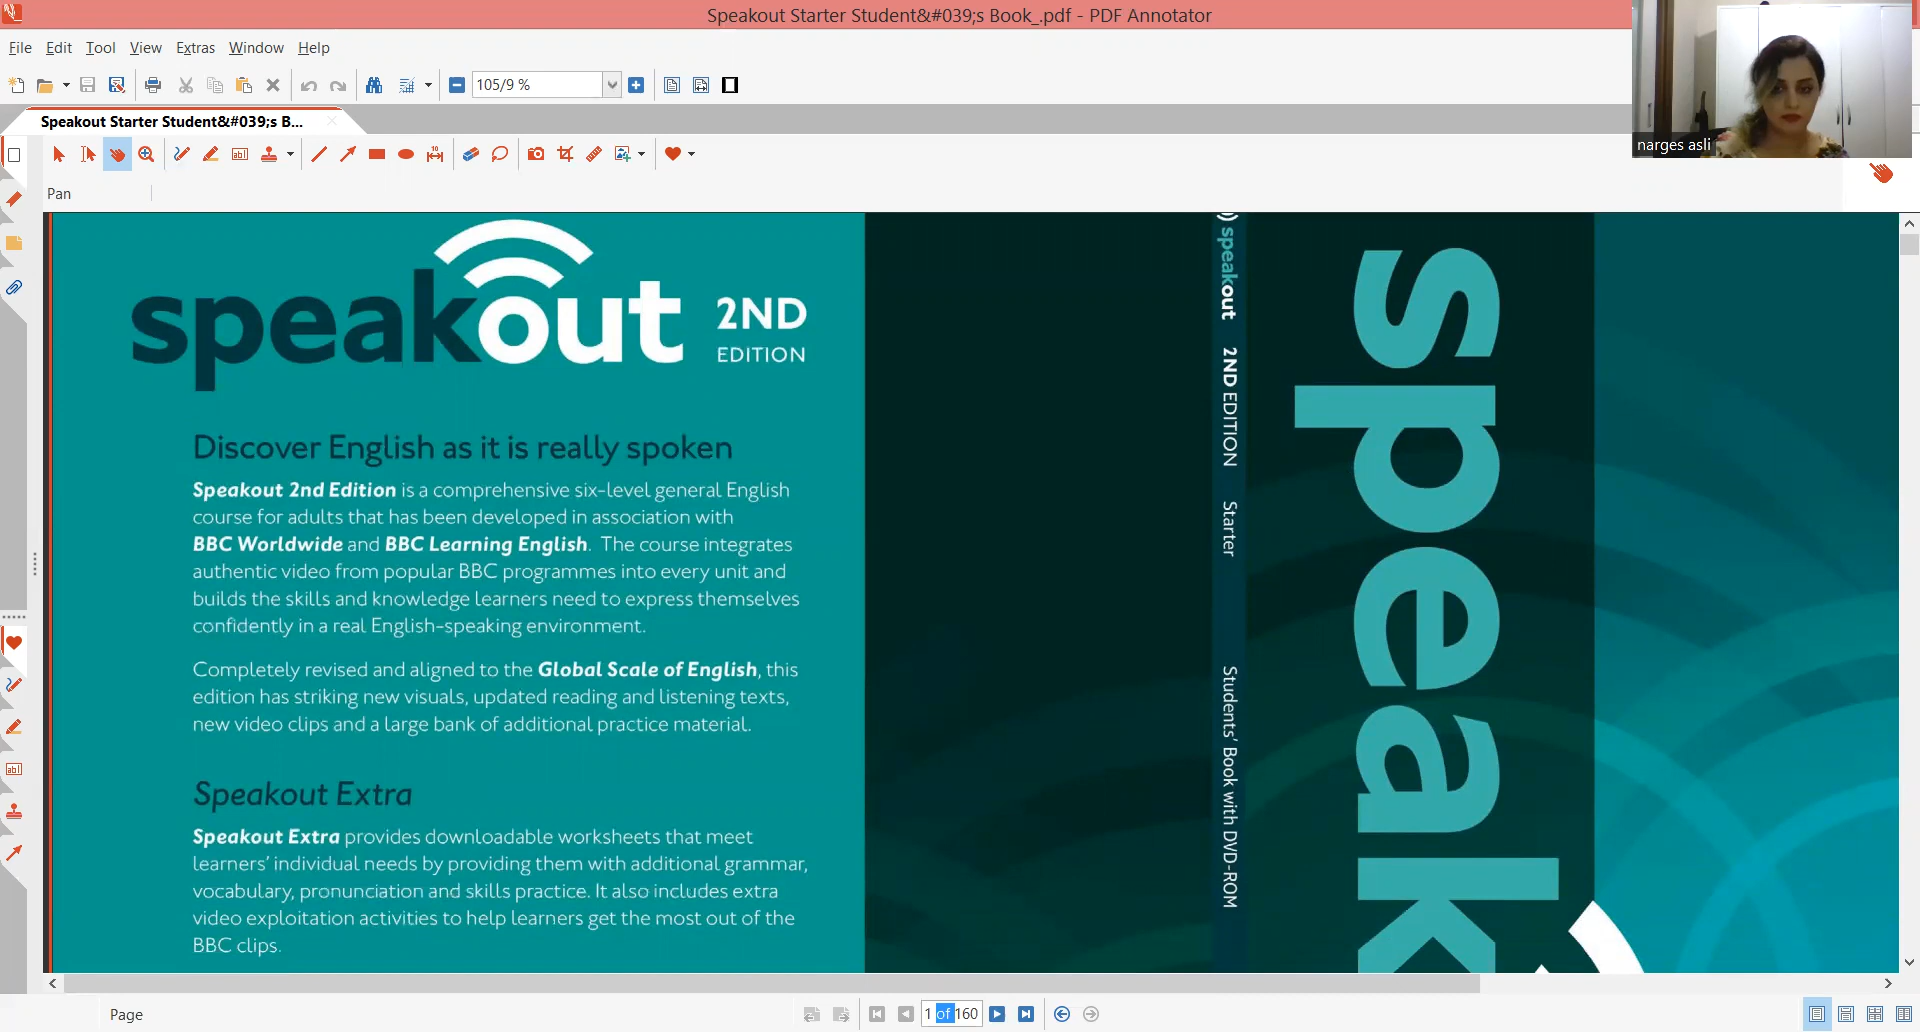 Speakout Starter Student&#039;s Book_.pdf - PDF Annotator
File Edit Tool View Extras Window Help
105/9 %
Speakout Starter Student&#039;s B...
narges asli
Pan
speakout 2ND
EDITION
Discover English as it is really spoken
Speakout 2nd Edition is a comprehensive six-level general English
course for adults that has been developed in association with
BBC Worldwide and BBC Learning English. The course integrates
authentic video from popular BBC programmes into every unit and
builds the skills and knowledge learners need to express themselves
confidently in a real English-speaking environment.
Completely revised and aligned to the Global Scale of English, this
edition has striking new visuals, updated reading and listening texts,
new video clips and a large bank of additional practice material.
Speakout Extra
Speakout Extra provides downloadable worksheets that meet
learners' individual needs by providing them with additional grammar,
vocabulary, pronunciation and skills practice. It also includes extra
video exploitation activities to help learners get the most out of the
BBC clips.
speakout 2ND EDITION Starter Students' Book with DVD-ROM
speak
Page
1 of 160